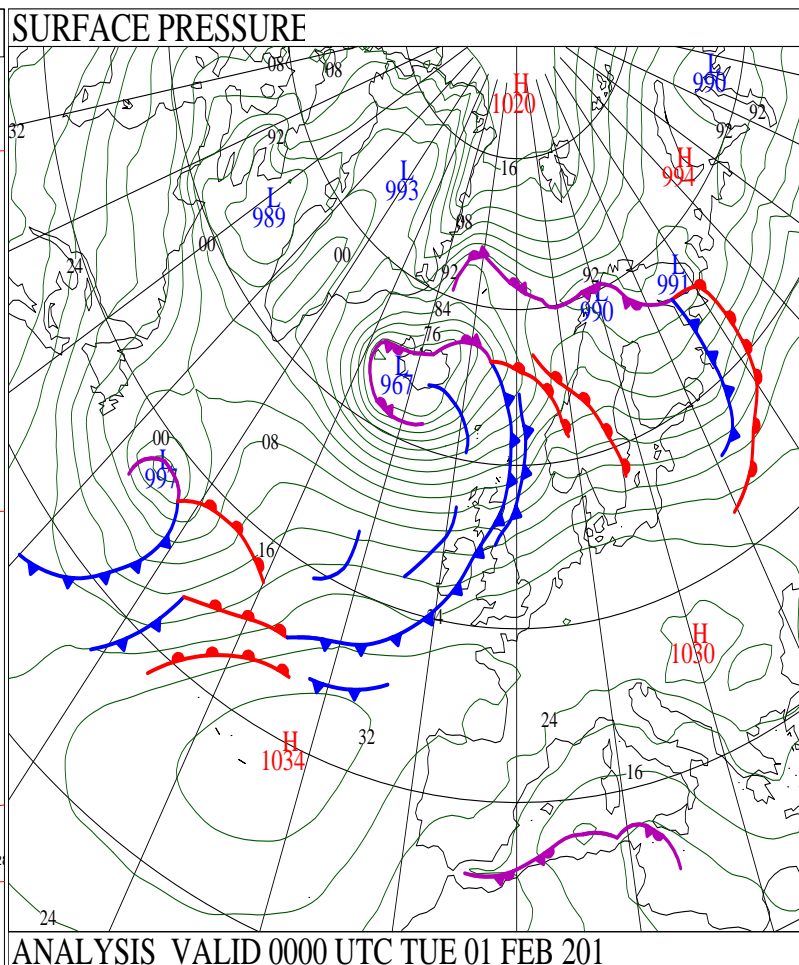 SURFACE PRESSURE
08
08
L
990
H
1020
92
32
92
92
H
994
16
L
993
L
989
08
00
00
24
92
92
L
991
L
990
84
76
L
967
00
08
L
997
16
24
H
1030
24
32
H
1034
16
24
ANALYSIS VALID 0000 UTC TUE 01 FEB 201